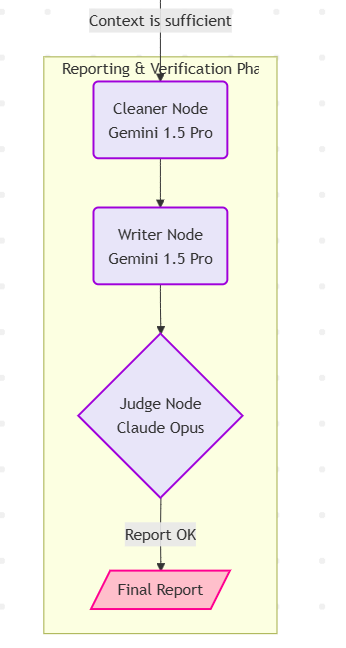 Context is sufficient
Reporting & Verification Pha
Cleaner Node
Gemini 1.5 Pro
Writer Node
Gemini 1.5 Pro
Judge Node
Claude Opus
Report OK
Final Report